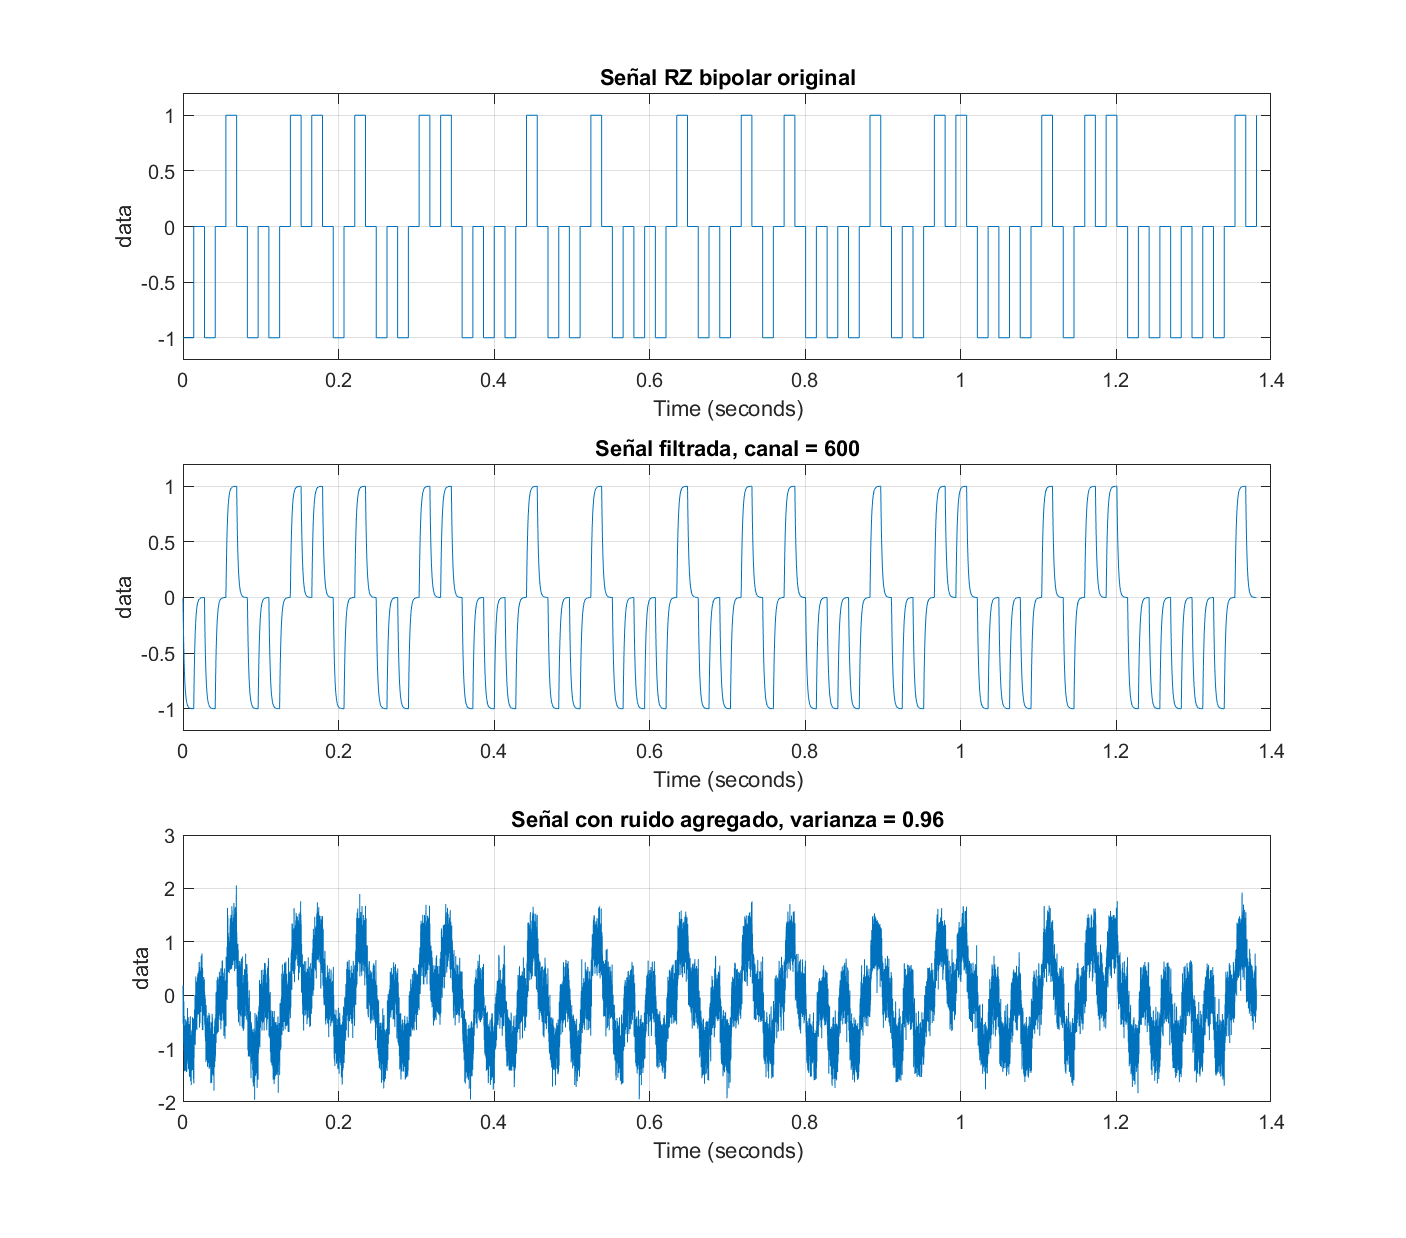 Señal RZ bipolar original
1
0.5
0
-0.5
-1
data
0 0.2 0.4 0.6 0.8 1 1.2 1.4
Time (seconds)
Señal filtrada, canal = 600
1
0.5
0
-0.5
-1
data
0 0.2 0.4 0.6 0.8 1 1.2 1.4
Time (seconds)
Señal con ruido agregado, varianza = 0.96
3
2
1
0
-1
-2
data
0 0.2 0.4 0.6 0.8 1 1.2 1.4
Time (seconds)